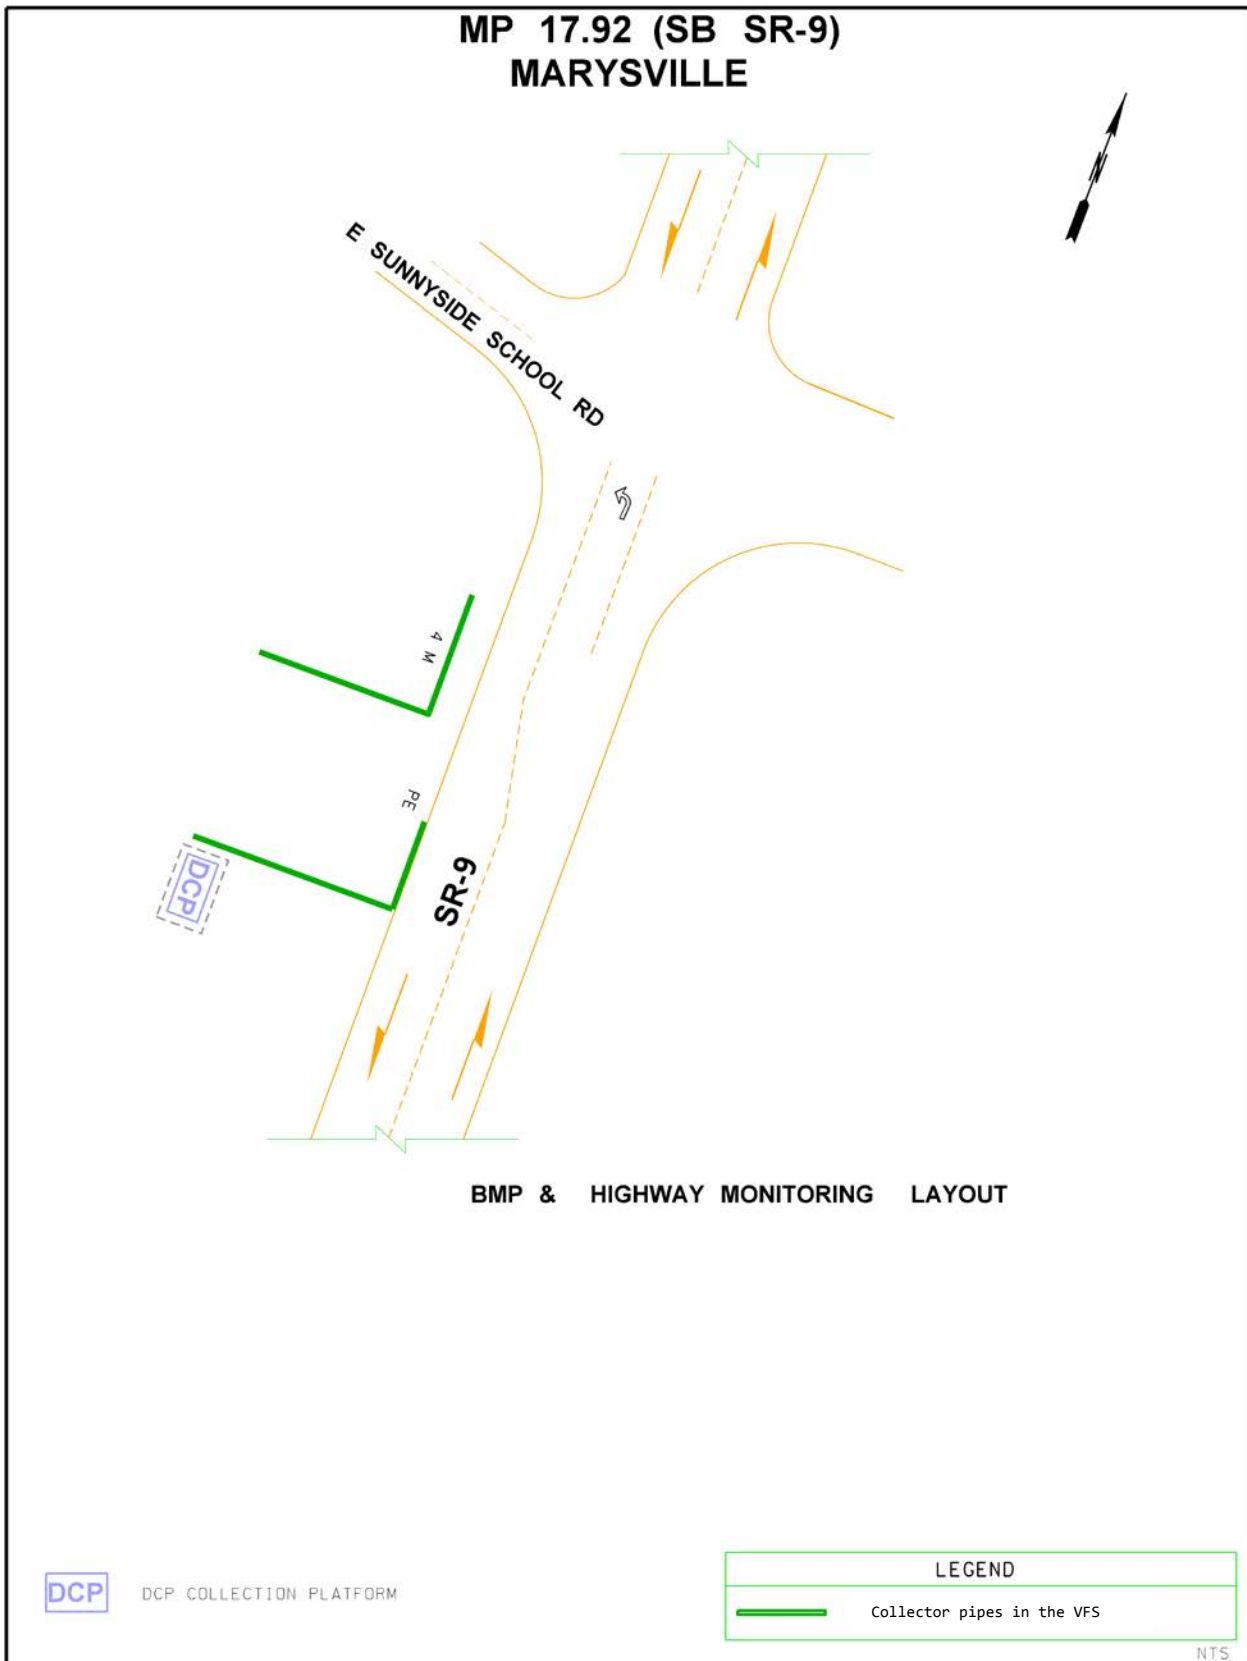 MP 17.92 (SB SR-9)
MARYSVILLE
N
E SUNNYSIDE SCHOOL RD
4 M
PE
DCP
SR-9
BMP & HIGHWAY MONITORING LAYOUT
DCP
DCP COLLECTION PLATFORM
LEGEND
Collector pipes in the VFS
NTS